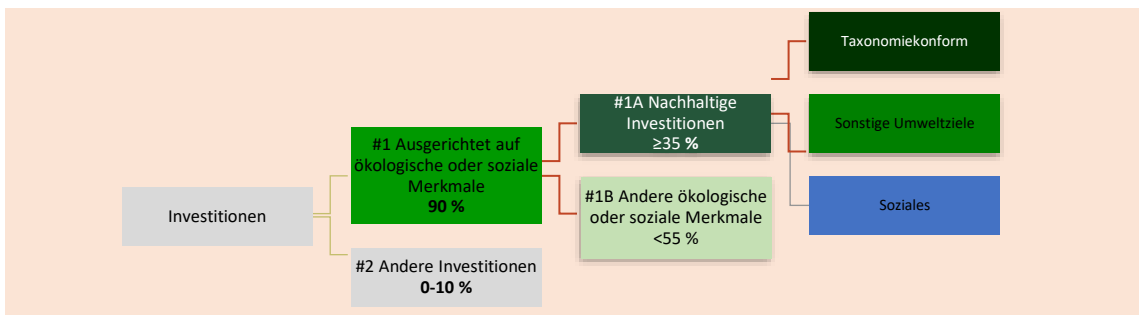 Investitionen
#1 Ausgerichtet auf
ökologische oder soziale
Merkmale
90 %
#2 Andere Investitionen
0-10 %
#1A Nachhaltige
Investitionen
≥35 %
#1B Andere ökologische
oder soziale Merkmale
<55 %
Taxonomiekonform
Sonstige Umweltziele
Soziales